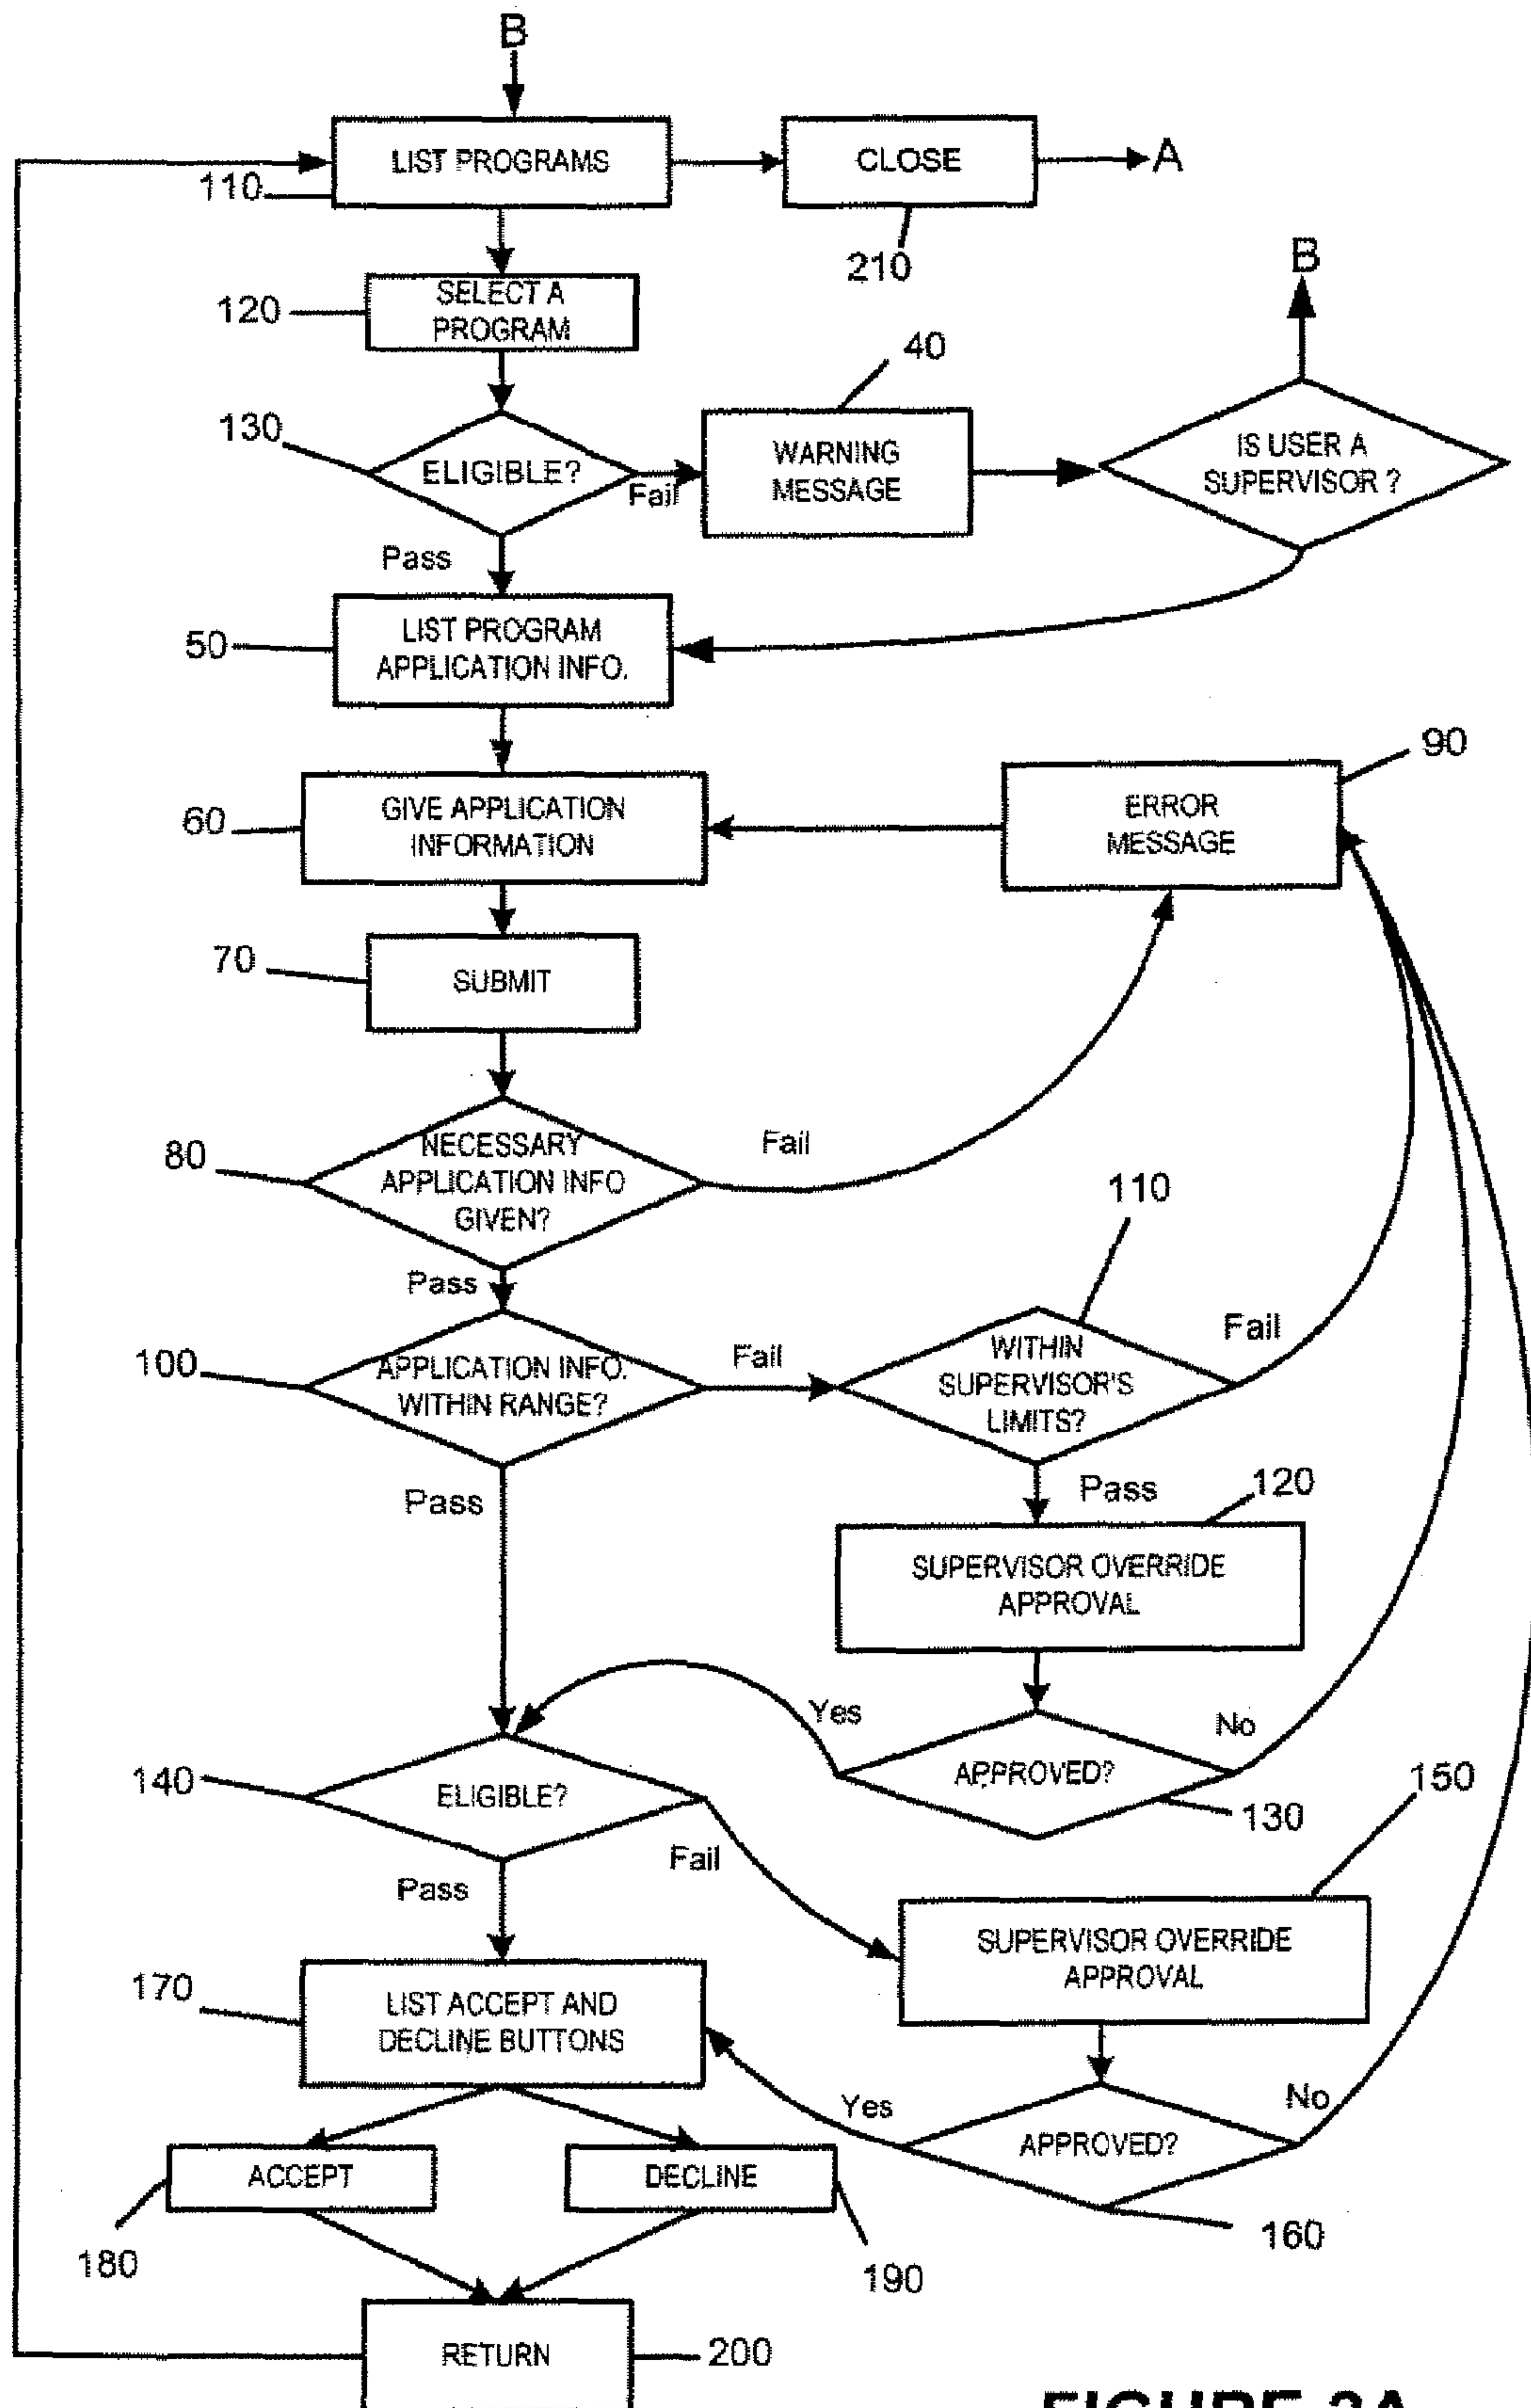 B
LIST PROGRAMS
CLOSE
A
110
210
B
120
SELECT A
PROGRAM
40
130
ELIGIBLE?
Fail
WARNING
MESSAGE
IS USER A
SUPERVISOR ?
Pass
50
LIST PROGRAM
APPLICATION INFO.
90
60
GIVE APPLICATION
INFORMATION
ERROR
MESSAGE
70
SUBMIT
80
NECESSARY
APPLICATION INFO
GIVEN?
Fail
110
Pass
100
APPLICATION INFO.
WITHIN RANGE?
Fail
WITHIN
SUPERVISOR'S
LIMITS?
Fail
Pass
Pass
120
SUPERVISOR OVERRIDE
APPROVAL
Yes
No
140
ELIGIBLE?
APPROVED?
130
150
Fail
Pass
SUPERVISOR OVERRIDE
APPROVAL
170
LIST ACCEPT AND
DECLINE BUTTONS
Yes
No
APPROVED?
ACCEPT
DECLINE
160
180
190
RETURN
200